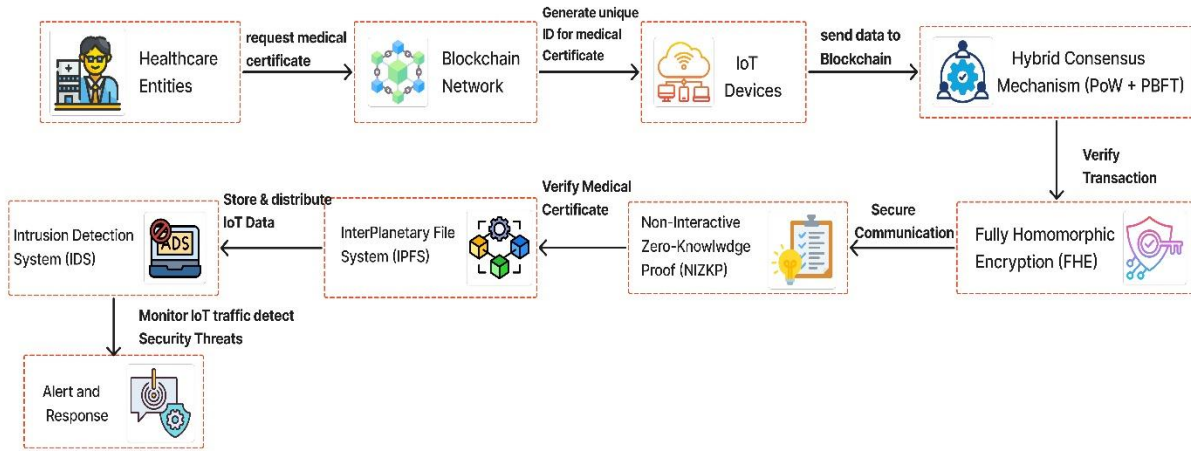 Healthcare
Entities
request medical
certificate
Blockchain
Network
Generate unique
ID for medical
Certificate
IoT
Devices
send data to
Blockchain
Hybrid Consensus
Mechanism (PoW + PBFT)
Verify
Transaction
Fully Homomorphic
Encryption (FHE)
Secure
Communication
Non-Interactive
Zero-Knowlwdge
Proof (NIZKP)
Verify Medical
Certificate
InterPlanetary File
System (IPFS)
Store & distribute
IoT Data
ADS
Intrusion Detection
System (IDS)
Monitor IoT traffic detect
Security Threats
Alert and
Response